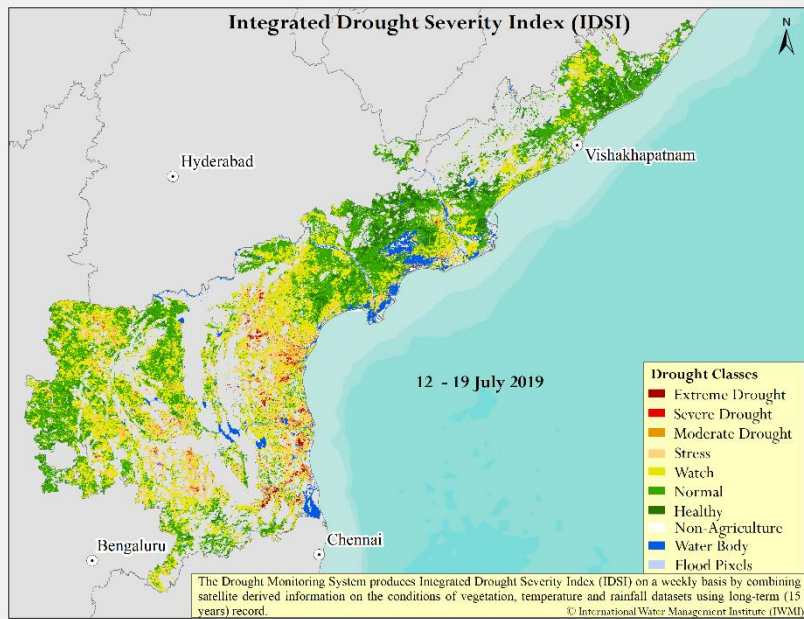 Integrated Drought Severity Index (IDSI)
N
Hyderabad
Vishakhapatnam
12 - 19 July 2019
Drought Classes
Extreme Drought
Severe Drought
Moderate Drought
Stress
Watch
Normal
Healthy
Non-Agriculture
Water Body
Flood Pixels
Bengaluru
Chennai
The Drought Monitoring System produces Integrated Drought Severity Index (IDSI) on a weekly basis by combining
satellite derived information on the conditions of vegetation, temperature and rainfall datasets using long-term (15
years) record.
© International Water Management Institute (IWMI)